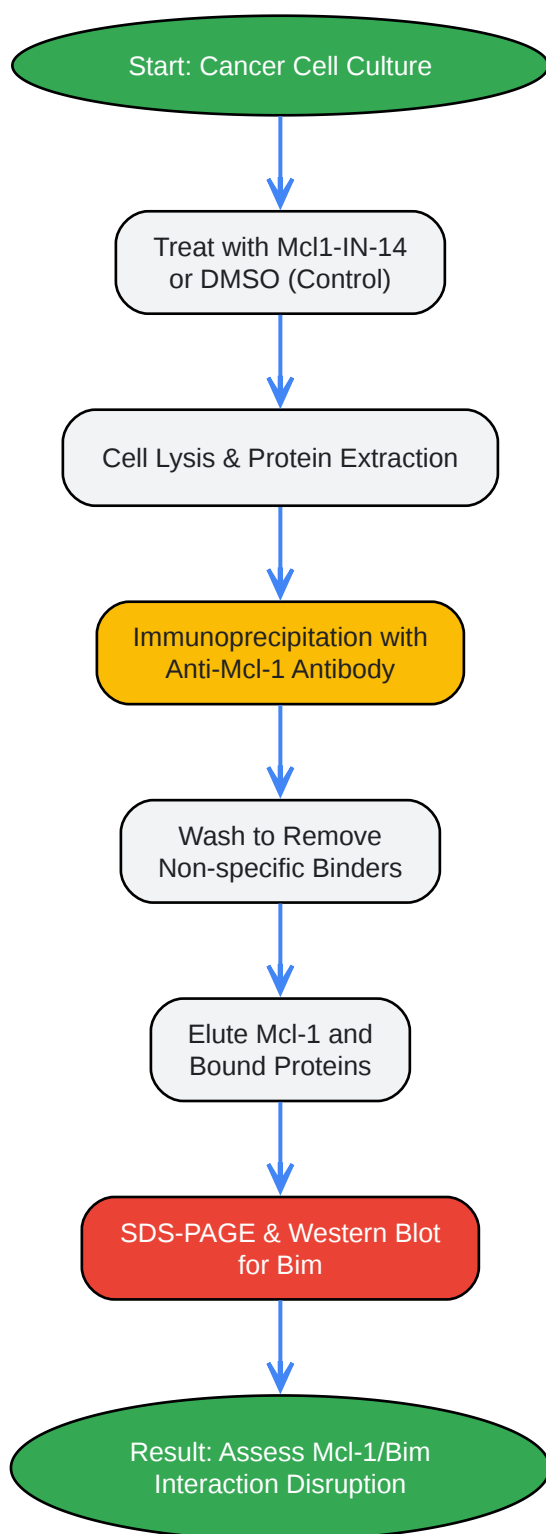 Start: Cancer Cell Culture
Treat with Mcl1-IN-14
or DMSO (Control)
Cell Lysis & Protein Extraction
Immunoprecipitation with
Anti-Mcl-1 Antibody
Wash to Remove
Non-specific Binders
Elute Mcl-1 and
Bound Proteins
SDS-PAGE & Western Blot
for Bim
Result: Assess Mcl-1/Bim
Interaction Disruption